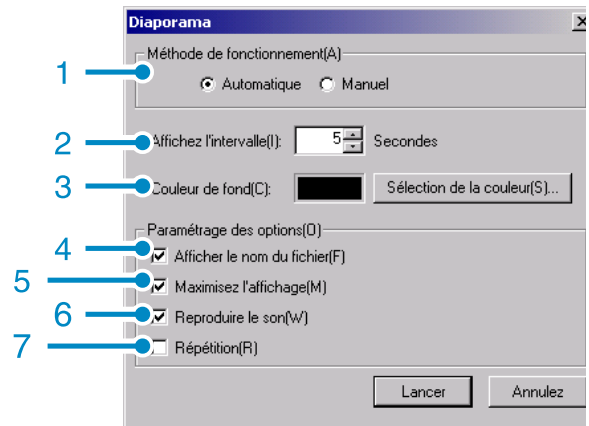 Diaporama
Méthode de fonctionnement(A)
1
Automatique Manuel
2 Affichez l'intervalle(I): 5 Secondes
3 Couleur de fond(C): Sélection de la couleur(S)...
Paramétrage des options(O)
4 Afficher le nom du fichier(F)
5 Maximisez l'affichage(M)
6 Reproduire le son(W)
7 Répétition(R)
Lancer Annulez